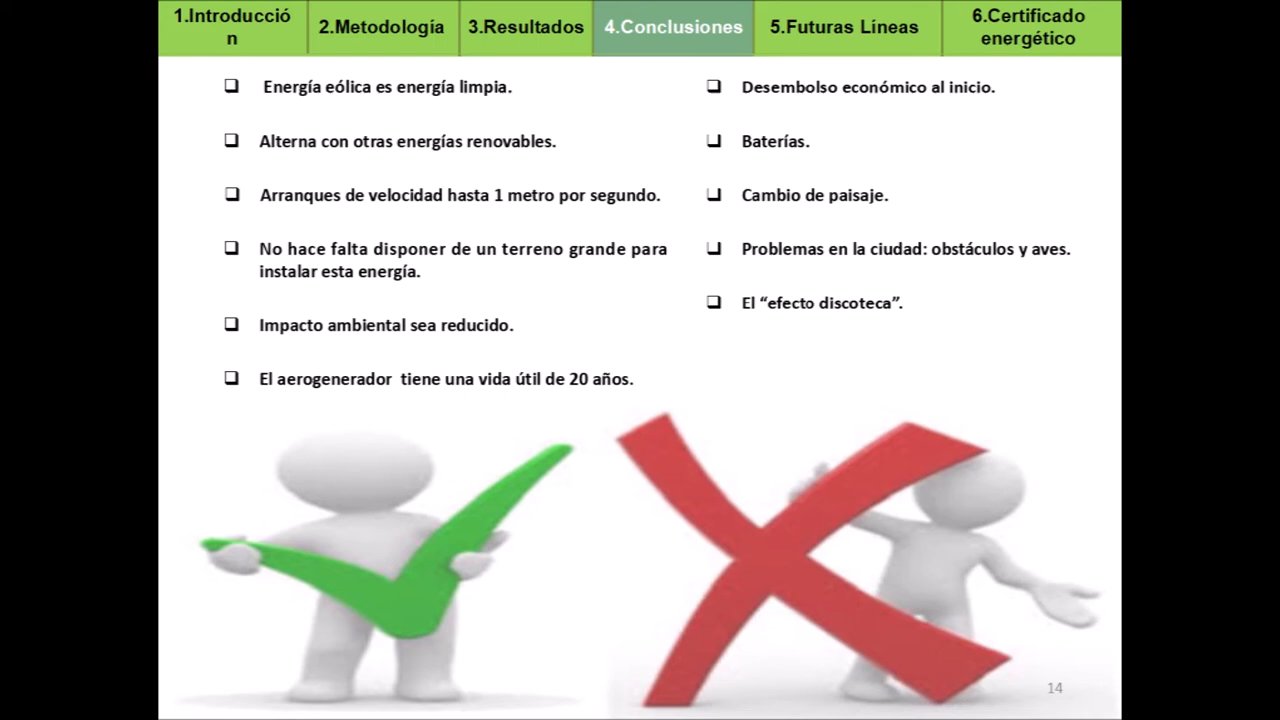 1.Introducció
n
2.Metodología
3.Resultados
4.Conclusiones
5.Futuras Líneas
6.Certificado
energético
❑ Energía eólica es energía limpia.
❑ Alterna con otras energías renovables.
❑ Arranques de velocidad hasta 1 metro por segundo.
❑ No hace falta disponer de un terreno grande para
instalar esta energía.
❑ Impacto ambiental sea reducido.
❑ El aerogenerador tiene una vida útil de 20 años.
❑ Desembolso económico al inicio.
❑ Baterías.
❑ Cambio de paisaje.
❑ Problemas en la ciudad: obstáculos y aves.
❑ El “efecto discoteca”.
14